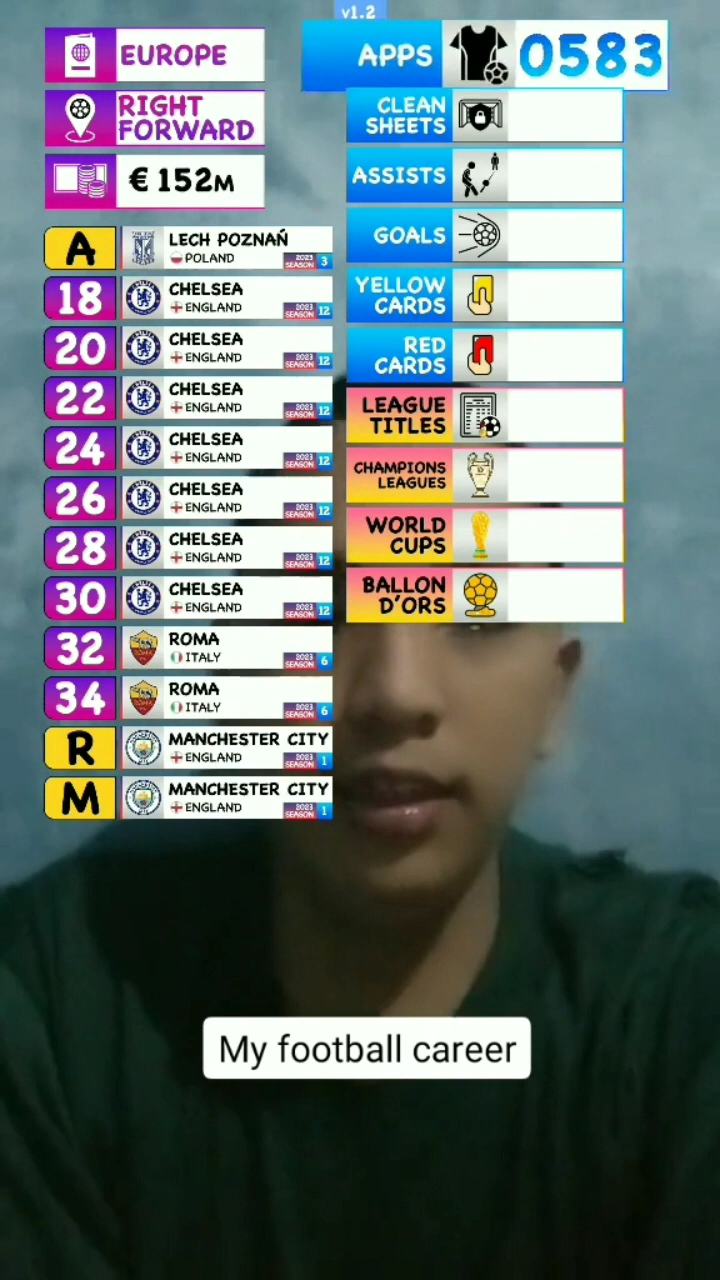 v1.2
EUROPE
RIGHT
FORWARD
€ 152M
A
LECH POZNAŃ
POLAND
2023
SEASON 3
18
CHELSEA
ENGLAND
2023
SEASON 12
20
CHELSEA
ENGLAND
2023
SEASON 12
22
CHELSEA
ENGLAND
2023
SEASON 12
24
CHELSEA
ENGLAND
2023
SEASON 12
26
CHELSEA
ENGLAND
2023
SEASON 12
28
CHELSEA
ENGLAND
2023
SEASON 12
30
CHELSEA
ENGLAND
2023
SEASON 12
32
ROMA
ITALY
2023
SEASON 6
34
ROMA
ITALY
2023
SEASON 6
R
MANCHESTER CITY
ENGLAND
2023
SEASON 1
M
MANCHESTER CITY
ENGLAND
2023
SEASON 1
APPS 0583
CLEAN
SHEETS
ASSISTS
GOALS
YELLOW
CARDS
RED
CARDS
LEAGUE
TITLES
CHAMPIONS
LEAGUES
WORLD
CUPS
BALLON
D'ORS
My football career